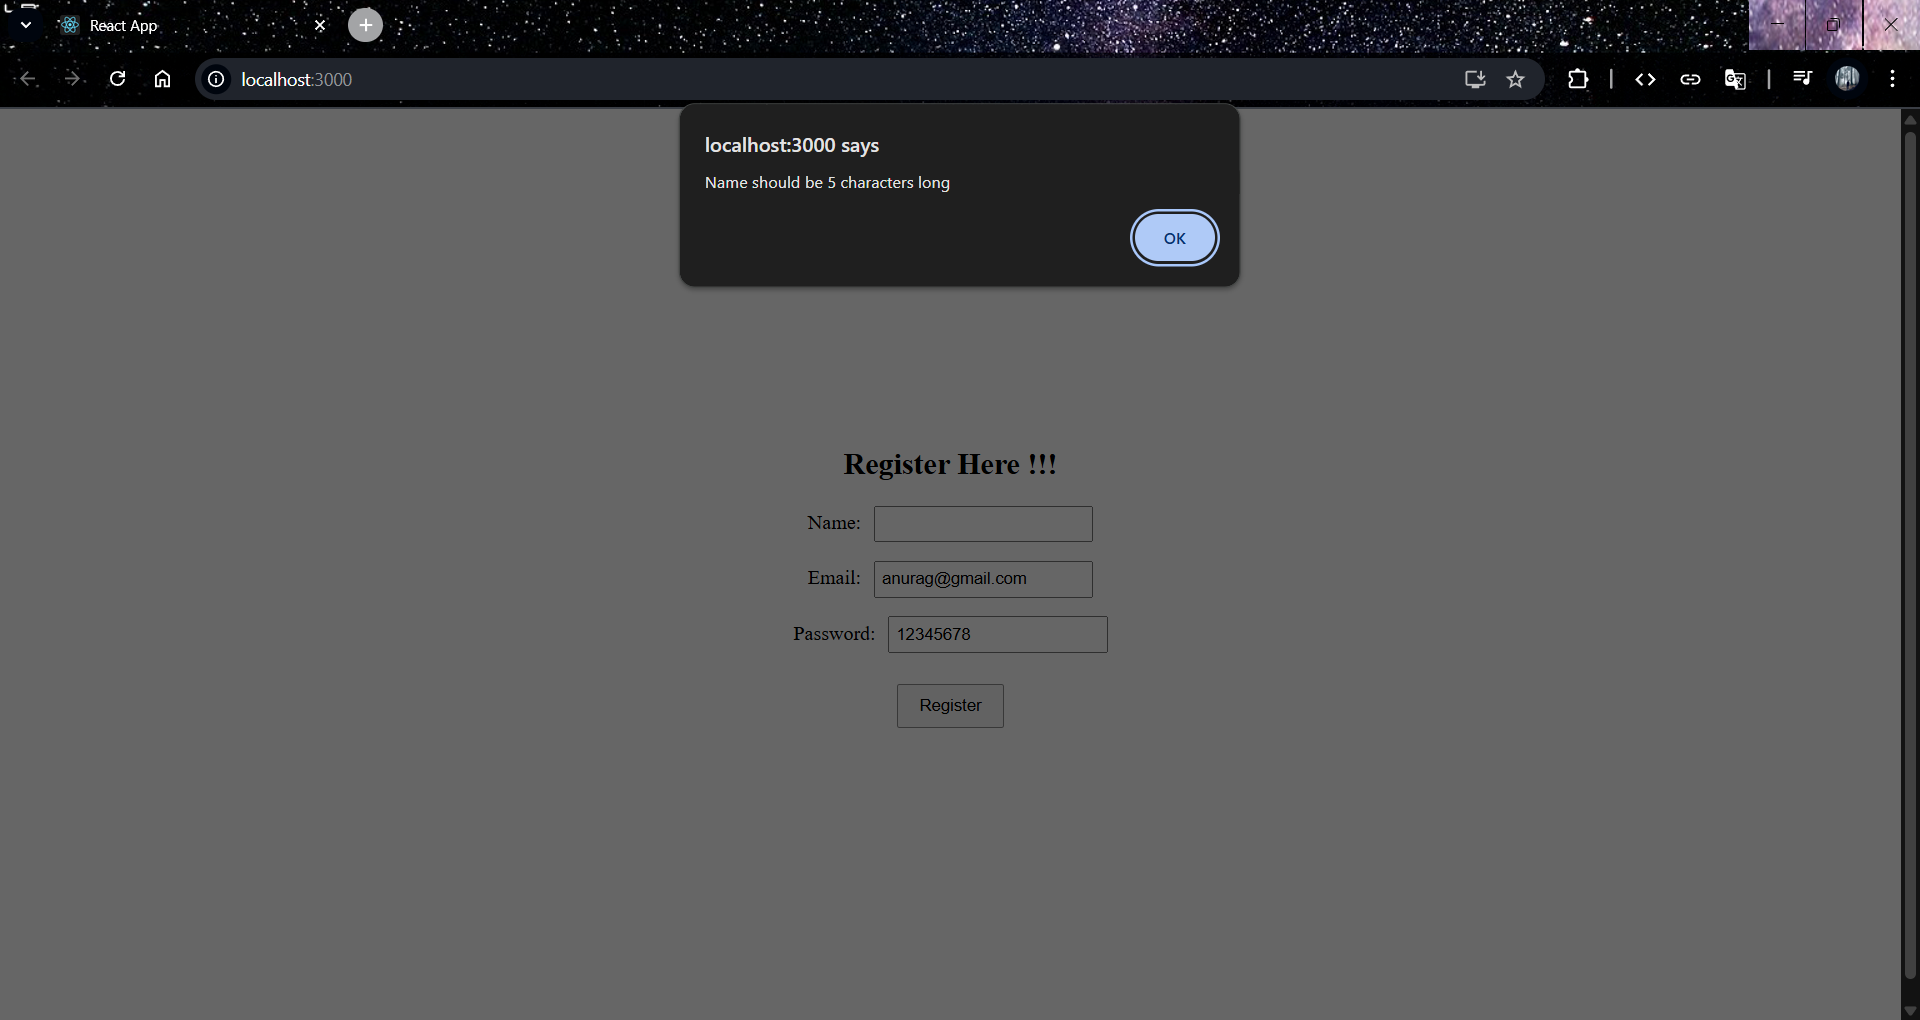 React App
localhost:3000
localhost:3000 says
Name should be 5 characters long
OK
Register Here !!!
Name:
Email: anurag@gmail.com
Password: 12345678
Register